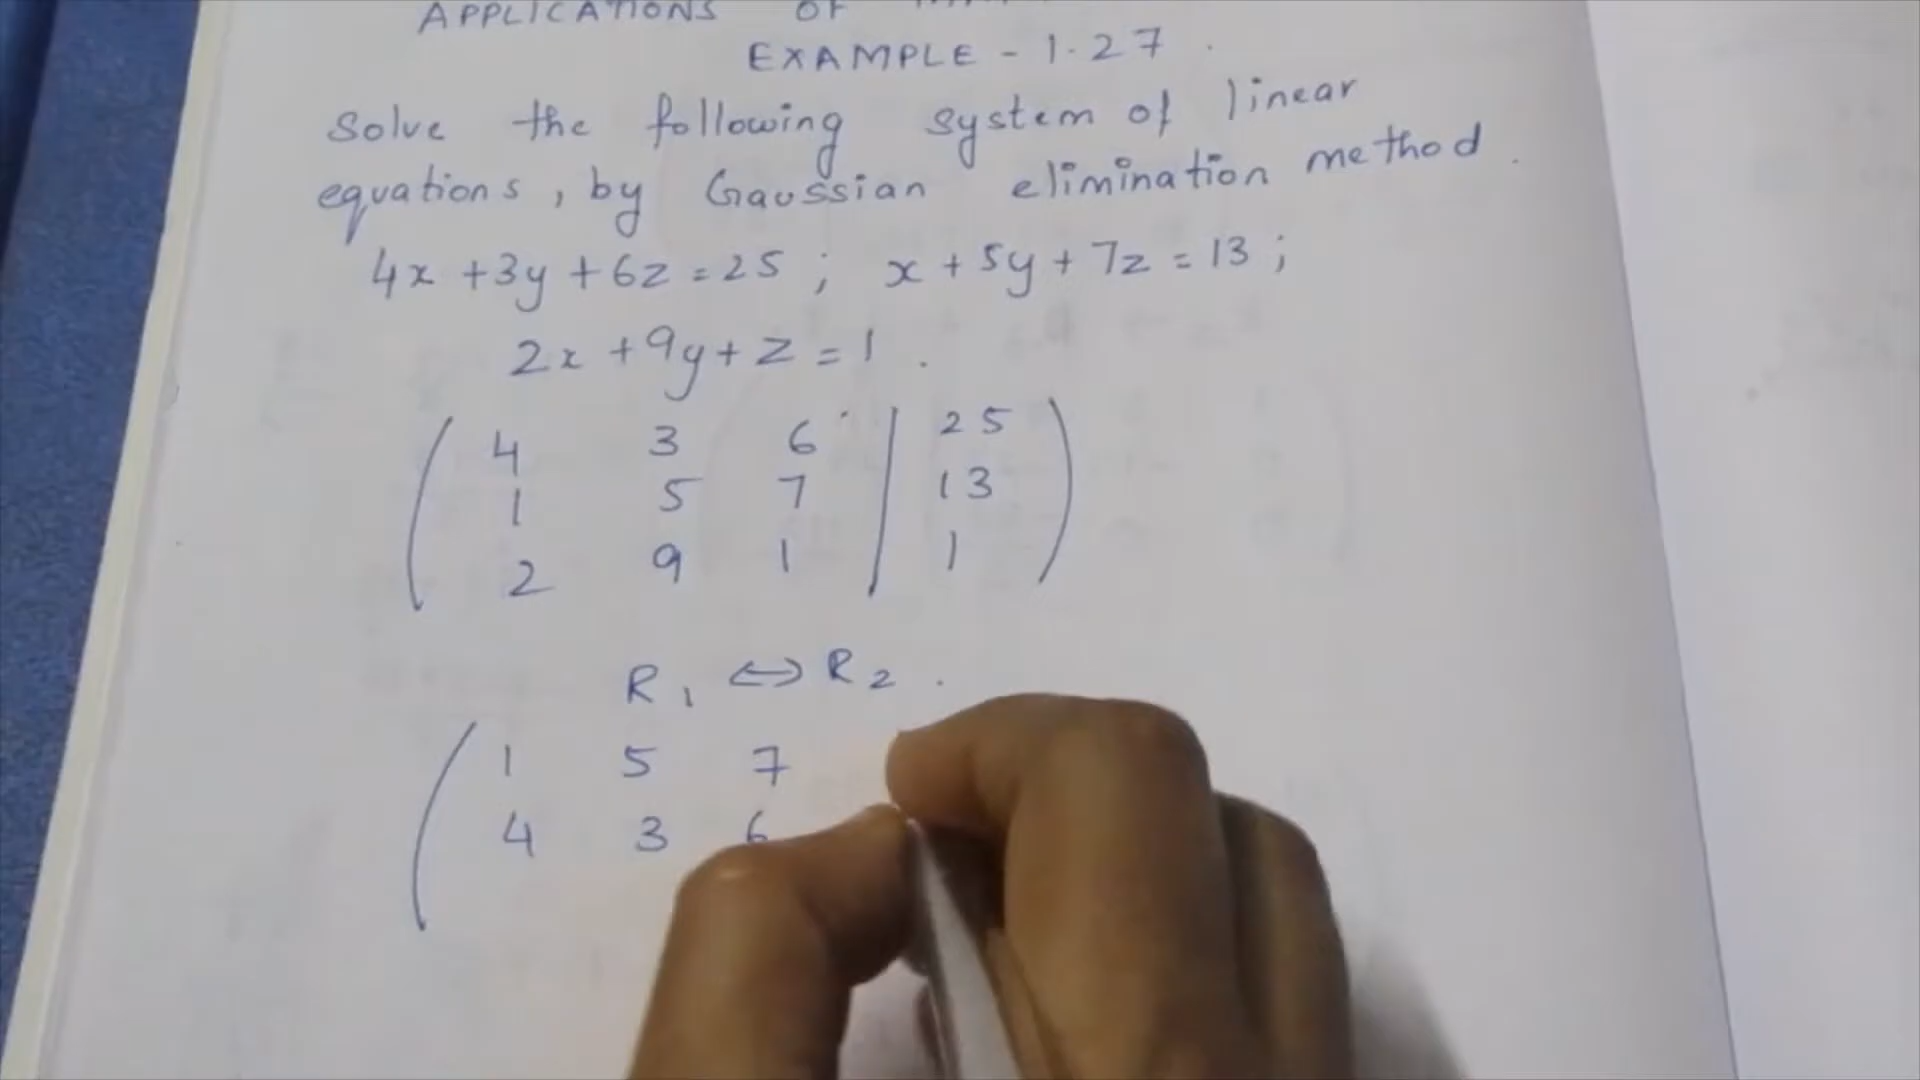 APPLICATIONS OF
EXAMPLE - 1.27.
Solve the following system of linear
equations, by Gaussian elimination method.
4x + 3y + 6z = 25 ; x + 5y + 7z = 13 ;
2x + 9y + z = 1 .
4 3 6 | 25
1 5 7 | 13
2 9 1 | 1
R1 ⇔ R2 .
1 5 7
4 3 6